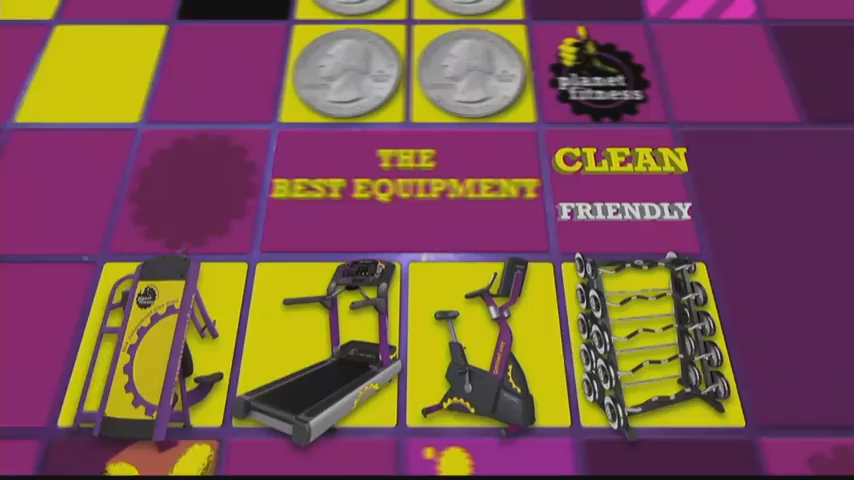 planet
fitness
THE
BEST EQUIPMENT
CLEAN
FRIENDLY